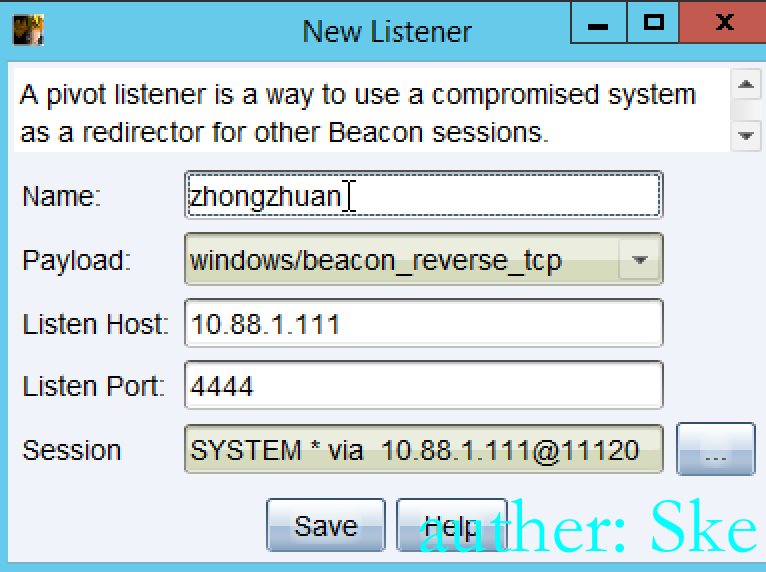 New Listener
A pivot listener is a way to use a compromised system
as a redirector for other Beacon sessions.
Name: zhongzhuan
Payload: windows/beacon_reverse_tcp
Listen Host: 10.88.1.111
Listen Port: 4444
Session SYSTEM * via 10.88.1.111@11120 ...
Save Help
auther: Ske